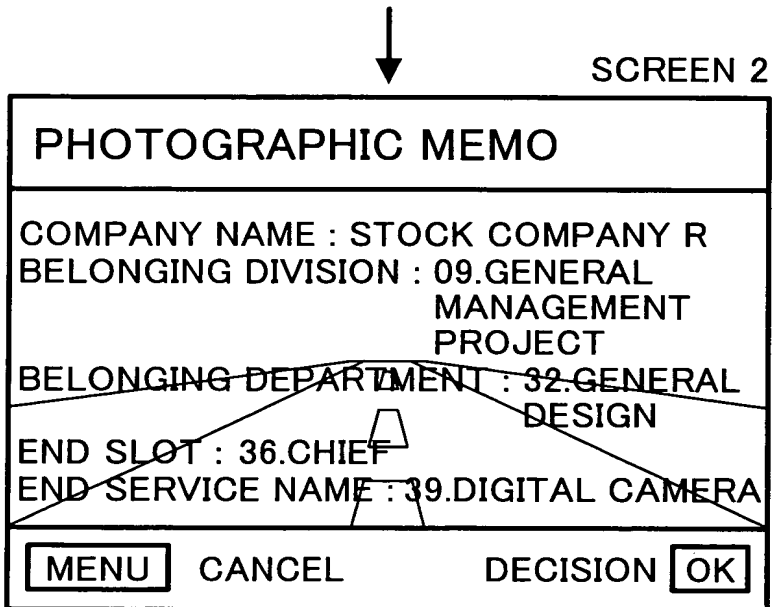 SCREEN 2
PHOTOGRAPHIC MEMO
COMPANY NAME : STOCK COMPANY R
BELONGING DIVISION : 09.GENERAL
MANAGEMENT
PROJECT
BELONGING DEPARTMENT : 32.GENERAL
DESIGN
END SLOT : 36.CHIEF
END SERVICE NAME : 39.DIGITAL CAMERA
MENU CANCEL DECISION OK